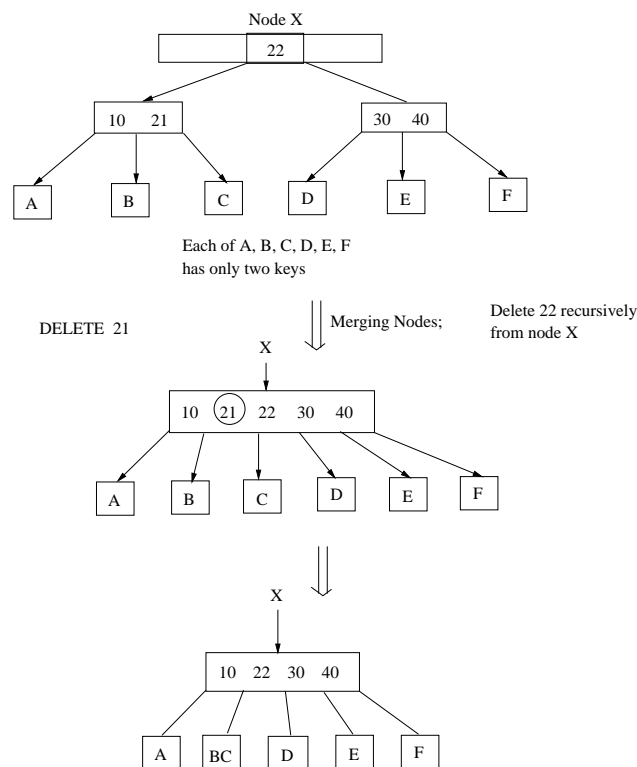 Node X
22
10 21
30 40
A B C D E F
Each of A, B, C, D, E, F
has only two keys
DELETE 21
Merging Nodes;
Delete 22 recursively
from node X
X
10 21 22 30 40
A B C D E F
X
10 22 30 40
A BC D E F